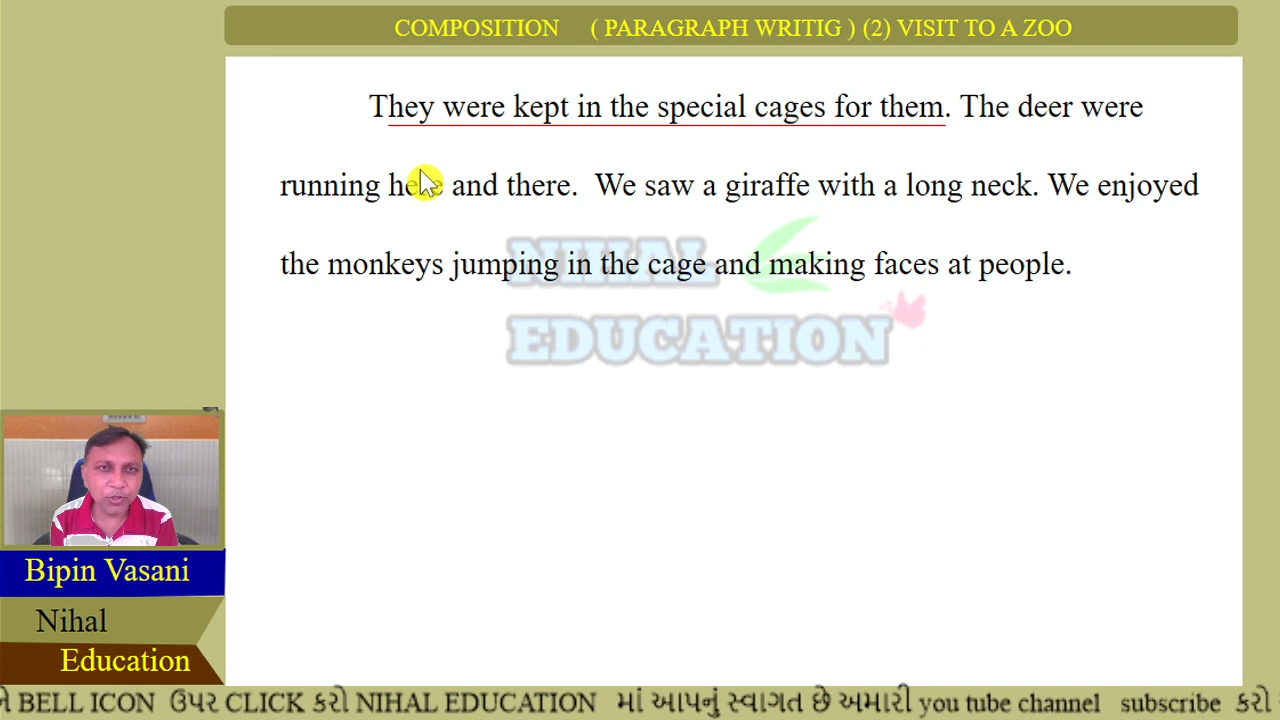 COMPOSITION ( PARAGRAPH WRITIG ) (2) VISIT TO A ZOO
They were kept in the special cages for them. The deer were
running here and there. We saw a giraffe with a long neck. We enjoyed
the monkeys jumping in the cage and making faces at people.
NIHAL
EDUCATION
Bipin Vasani
Nihal
Education
ને BELL ICON ઉપર CLICK કરો NIHAL EDUCATION માં આપનું સ્વાગત છે અમારી you tube channel subscribe કરો